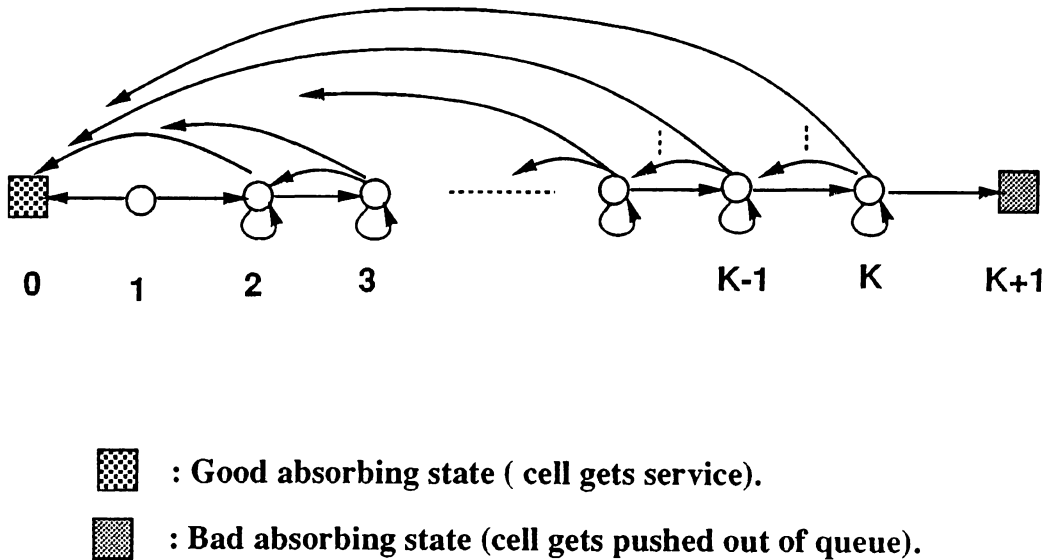 0 1 2 3 K-1 K K+1
: Good absorbing state ( cell gets service).
: Bad absorbing state (cell gets pushed out of queue).